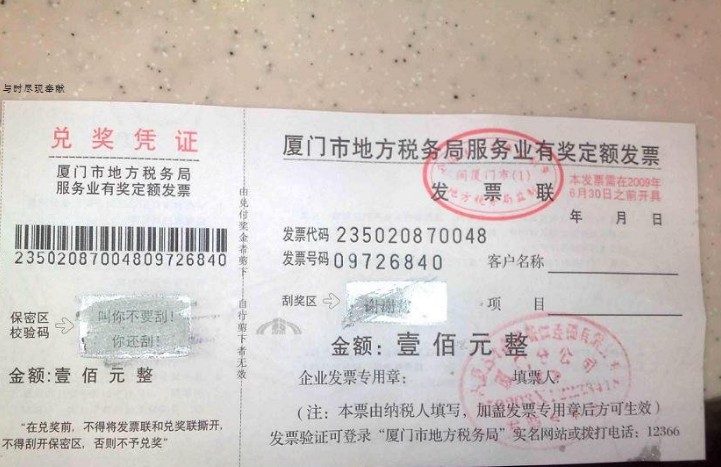 与时尽现奉献
兑奖凭证
厦门市地方税务局
服务业有奖定额发票
23502087004809726840
保密区
校验码
叫你不要刮!
你还刮!
金额:壹佰元整
“在兑奖前,不得将发票联和兑奖联撕开,
不得刮开保密区,否则不予兑奖”
由兑付奖金者剪下
自行剪下者无效
厦门市地方税务局服务业有奖定额发票
发票联
本发票需在2009年
6月30日之前开具
年 月 日
发票代码 235020870048
发票号码 09726840
客户名称
刮奖区
谢谢
项目
金额:壹佰元整
企业发票专用章:
填票人:
(注:本票由纳税人填写,加盖发票专用章后方可生效)
发票验证可登录“厦门市地方税务局”实名网站或拨打电话:12366